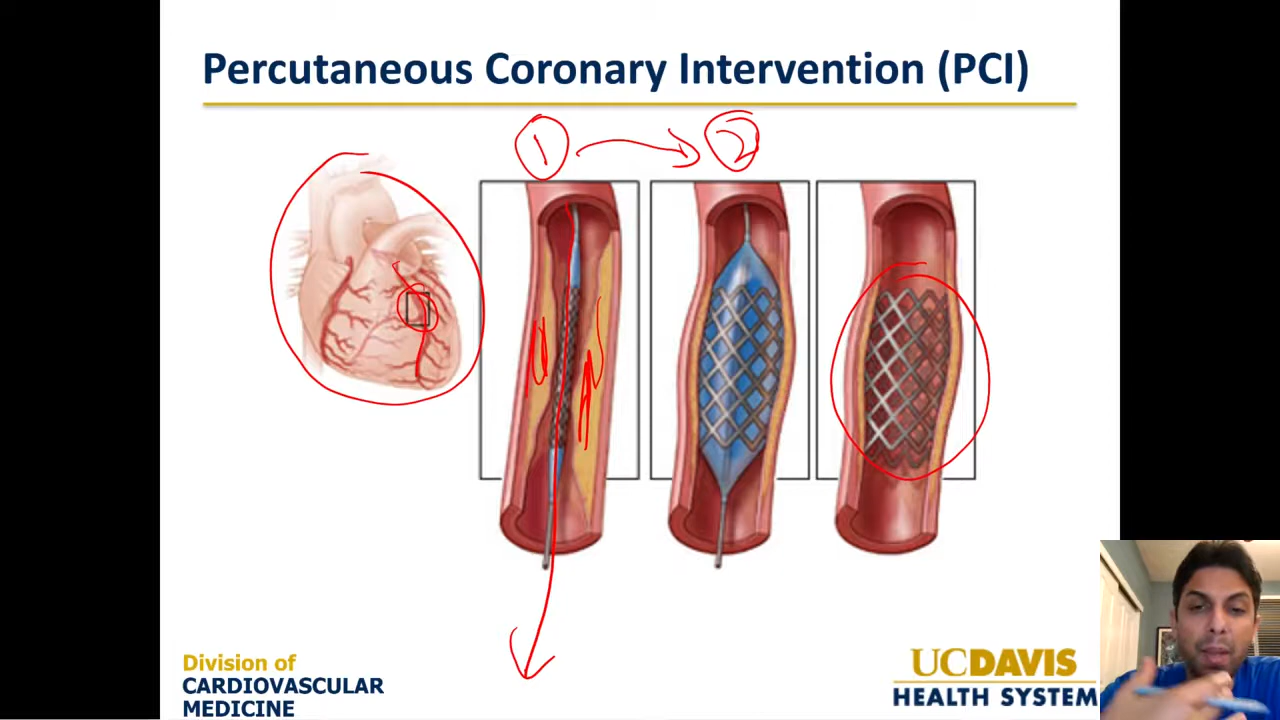 Percutaneous Coronary Intervention (PCI)
1
2
Division of
CARDIOVASCULAR
MEDICINE
UCDAVIS
HEALTH SYSTEM